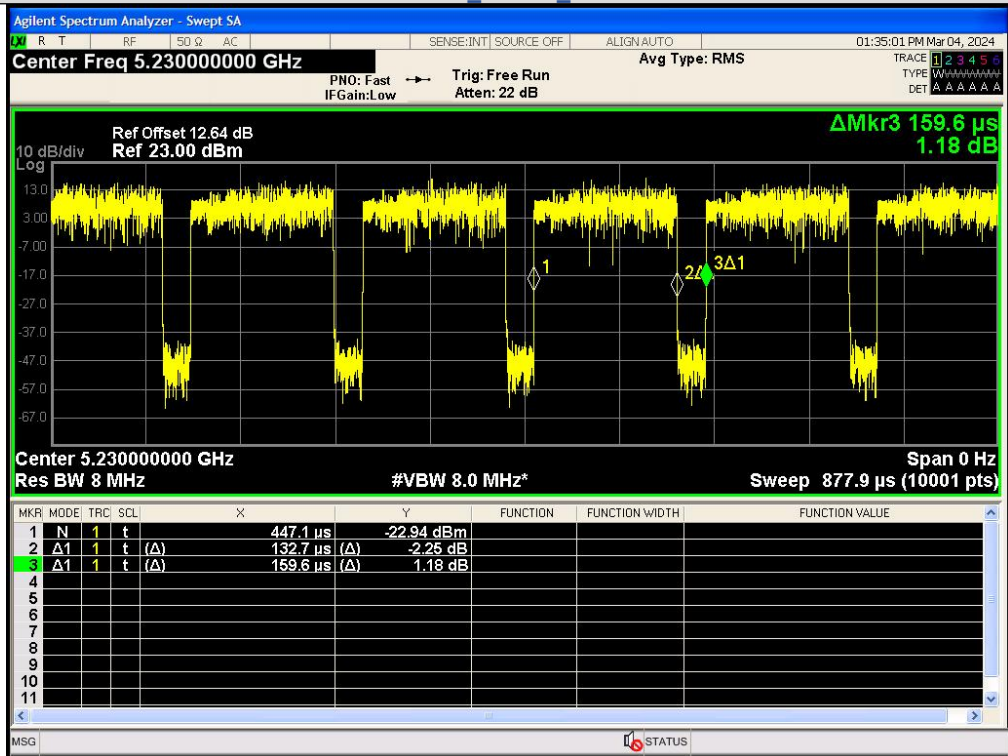 Agilent Spectrum Analyzer - Swept SA
LXI R T RF 50 Ω AC SENSE:INT SOURCE OFF ALIGN AUTO 01:35:01 PM Mar 04, 2024
Center Freq 5.230000000 GHz
Avg Type: RMS
TRACE 1 2 3 4 5 6
PNO: Fast Trig: Free Run
TYPE W
IFGain:Low Atten: 22 dB
DET A A A A A A
ΔMkr3 159.6 µs
1.18 dB
Ref Offset 12.64 dB
10 dB/div Ref 23.00 dBm
Log
13.0
3.00
-7.00
-17.0
-27.0
-37.0
-47.0
-57.0
-67.0
1
2Δ
3Δ1
Center 5.230000000 GHz Span 0 Hz
Res BW 8 MHz #VBW 8.0 MHz* Sweep 877.9 µs (10001 pts)
MKR MODE TRC SCL X Y FUNCTION FUNCTION WIDTH FUNCTION VALUE
1 N 1 t 447.1 µs -22.94 dBm
2 Δ1 1 t (Δ) 132.7 µs (Δ) -2.25 dB
3 Δ1 1 t (Δ) 159.6 µs (Δ) 1.18 dB
4
5
6
7
8
9
10
11
MSG STATUS